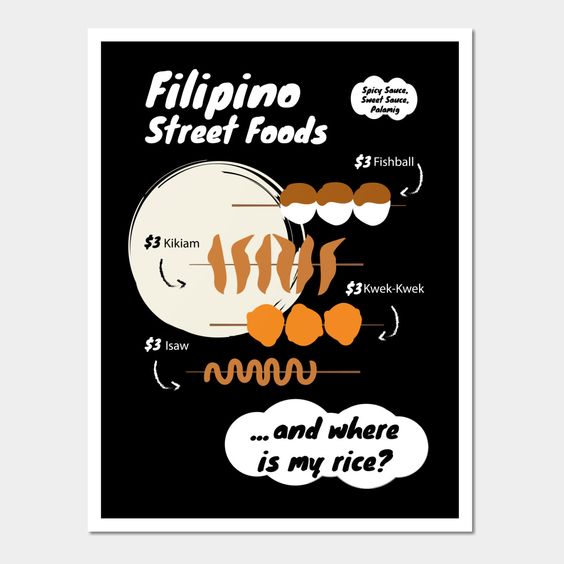 Filipino
Street Foods
Spicy Sauce,
Sweet Sauce,
Palamig
$3 Fishball
$3 Kikiam
$3 Kwek-Kwek
$3 Isaw
...and where
is my rice?